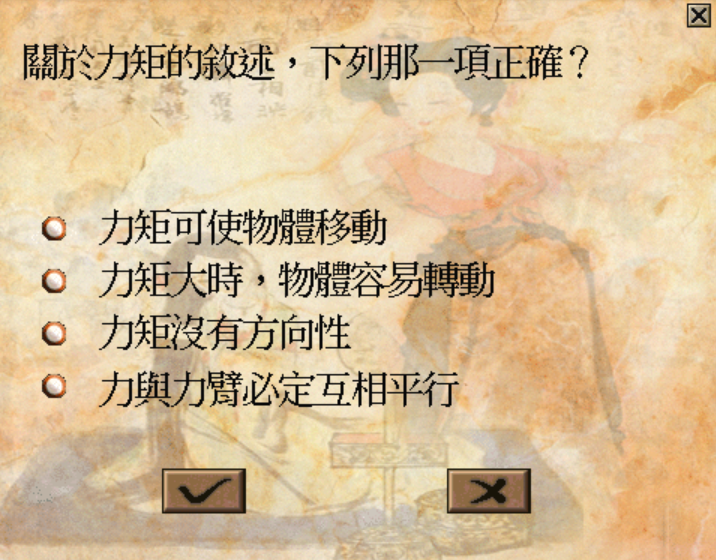 關於力矩的敘述，下列那一項正確？
力矩可使物體移動
力矩大時，物體容易轉動
力矩沒有方向性
力與力臂必定互相平行